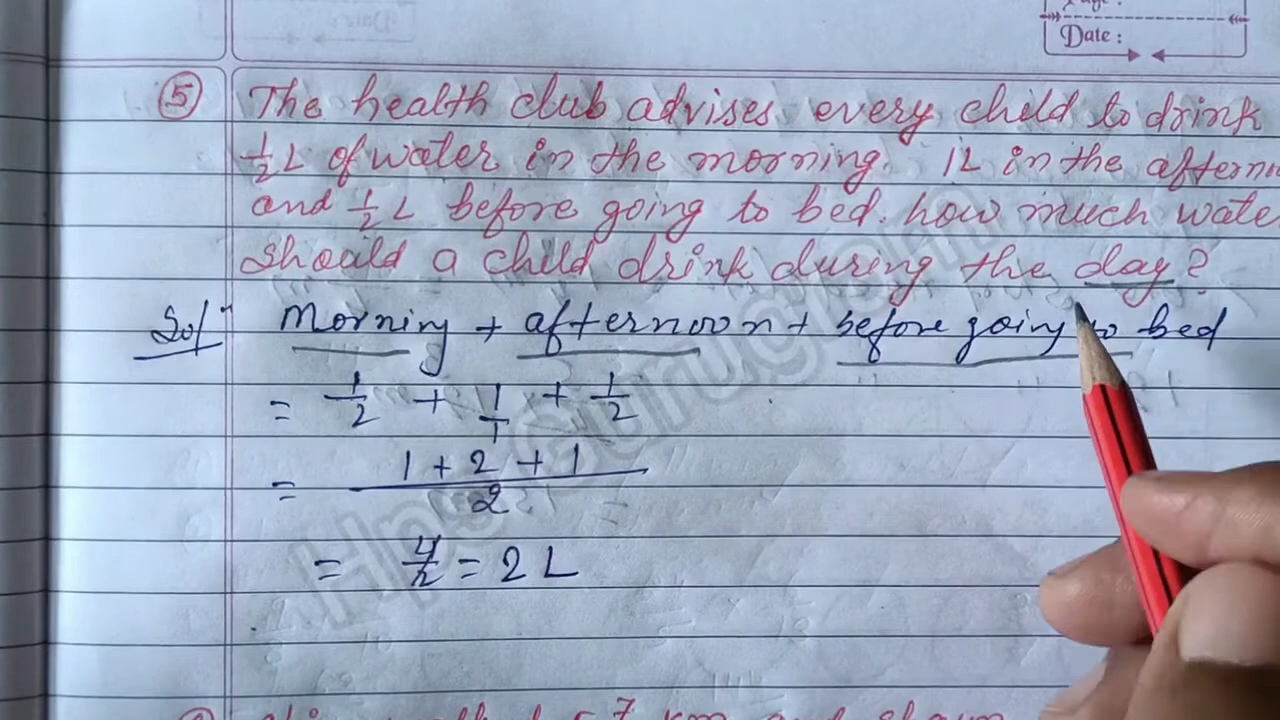 Date :
5 The health club advises every child to drink
1/2 L of water in the morning. 1L in the afterno
and 1/2 L before going to bed. how much wate
should a child drink during the day?
Sol" Morning + afternoon + before going to bed
= 1/2 + 1/1 + 1/2
= 1 + 2 + 1 / 2
= 4/2 = 2 L